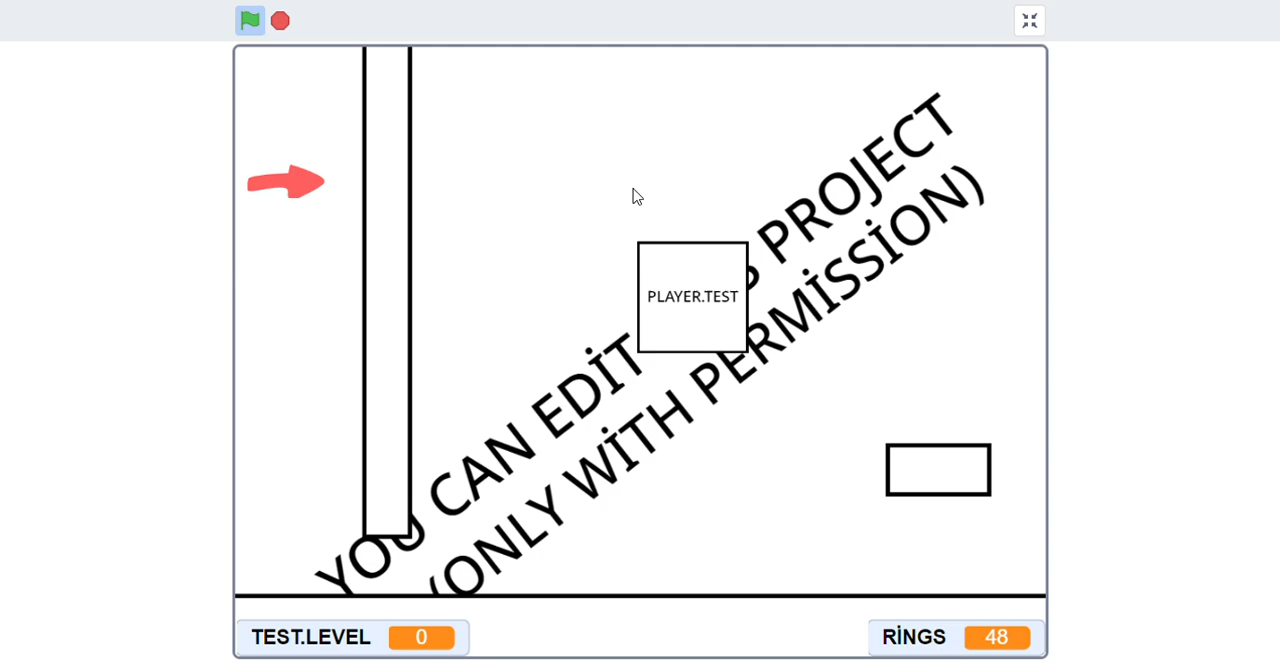 YOU CAN EDİT PROJECT
(ONLY WİTH PERMİSSİON)
PLAYER.TEST
TEST.LEVEL 0
RİNGS 48